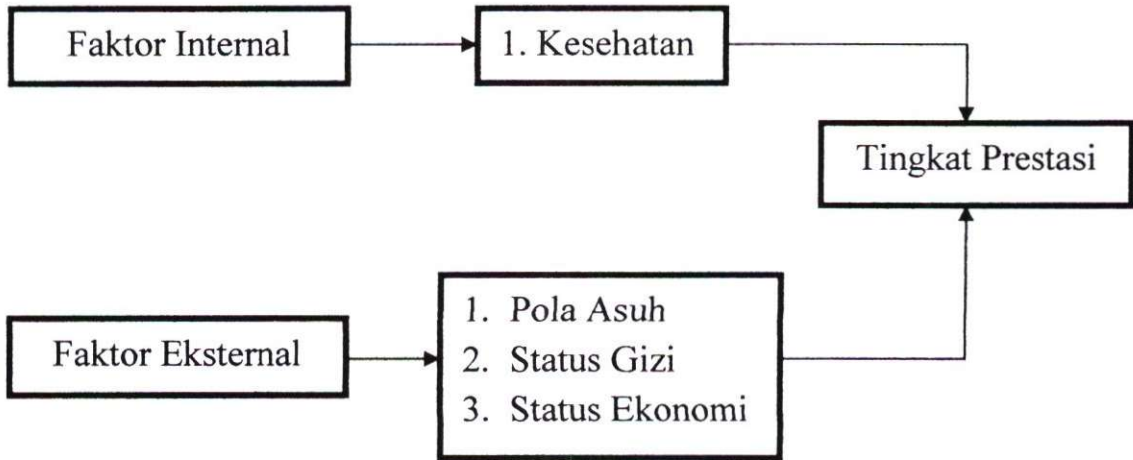 Faktor Internal
1. Kesehatan
Tingkat Prestasi
Faktor Eksternal
1. Pola Asuh
2. Status Gizi
3. Status Ekonomi